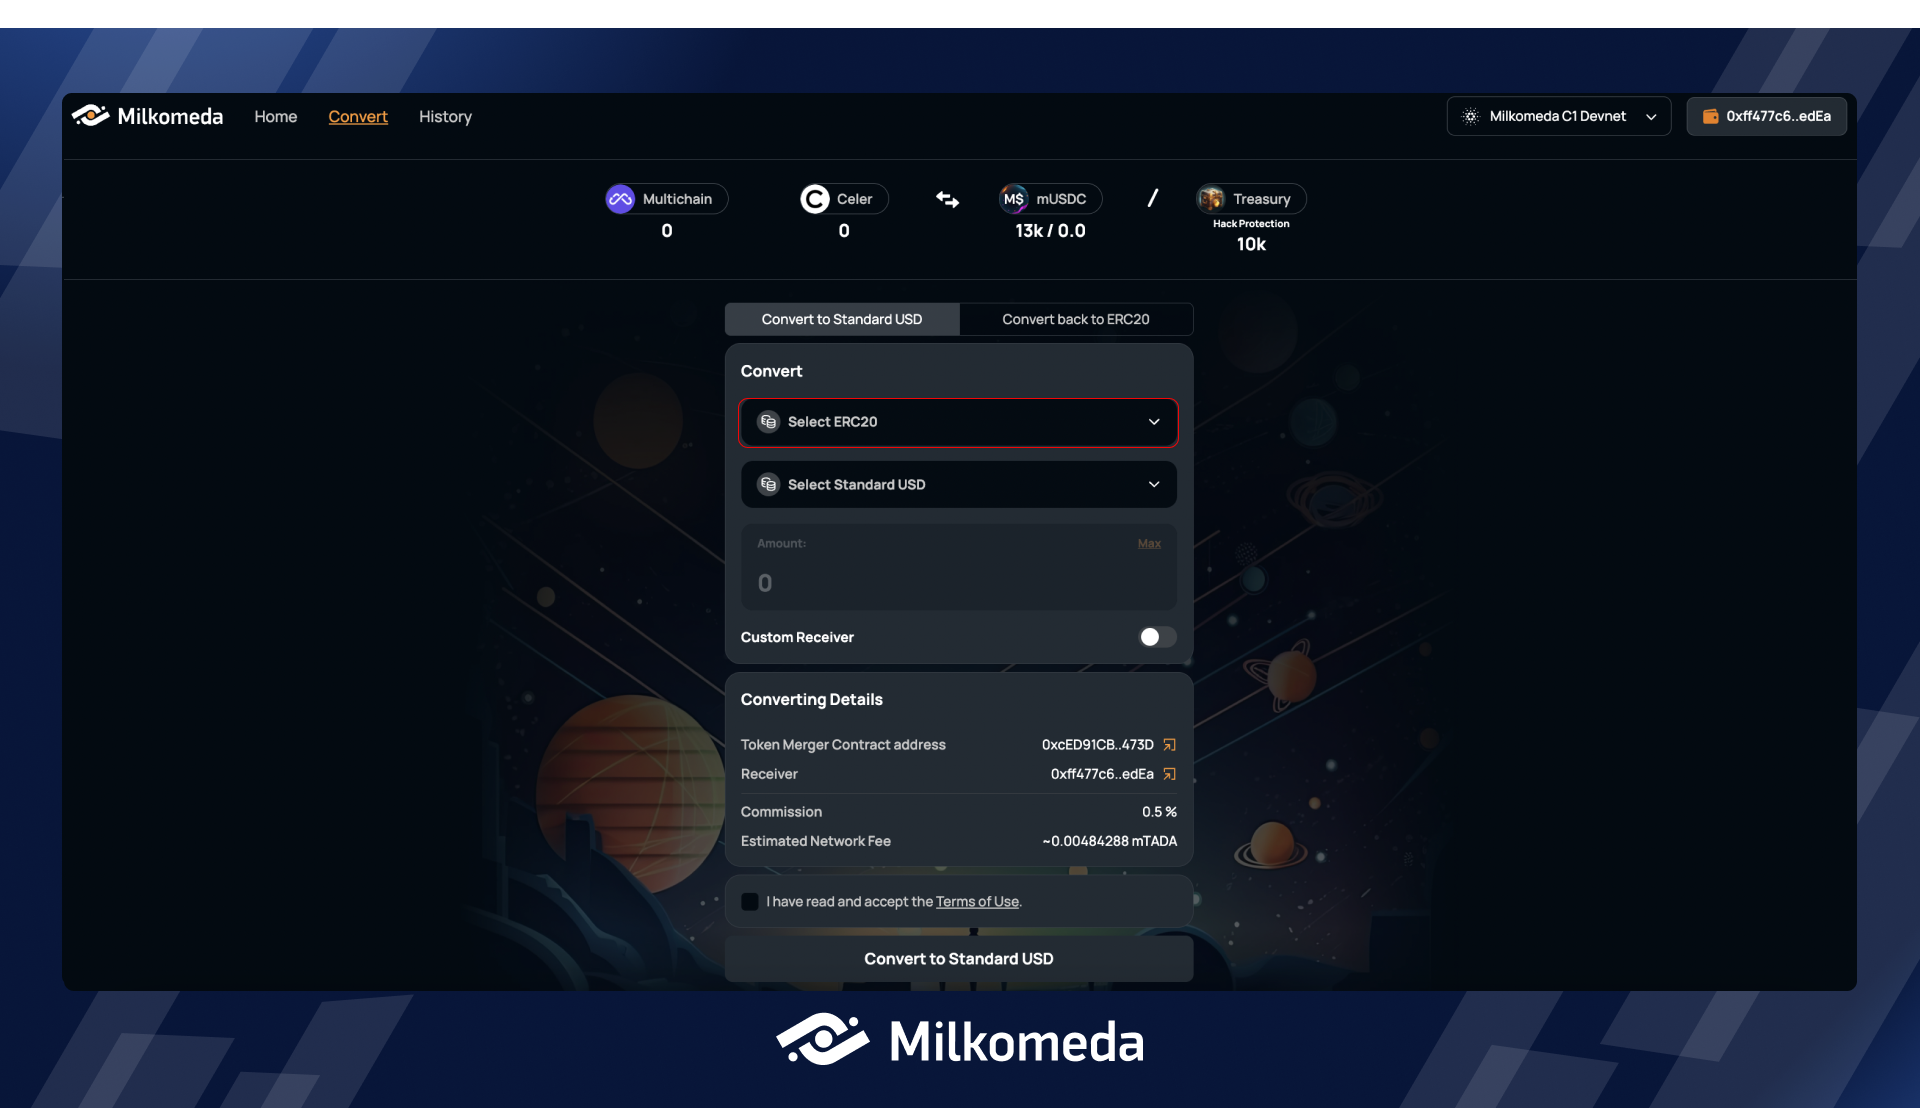 Milkomeda Home Convert History Milkomeda C1 Devnet 0xff477c6..edEa
Multichain Celer M$ mUSDC / Treasury
Hack Protection
0 0 13k / 0.0 10k
Convert to Standard USD Convert back to ERC20
Convert
Select ERC20
Select Standard USD
Amount: Max
0
Custom Receiver
Converting Details
Token Merger Contract address 0xcED91CB..473D
Receiver 0xff477c6..edEa
Commission 0.5 %
Estimated Network Fee ~0.00484288 mTADA
I have read and accept the Terms of Use.
Convert to Standard USD
Milkomeda